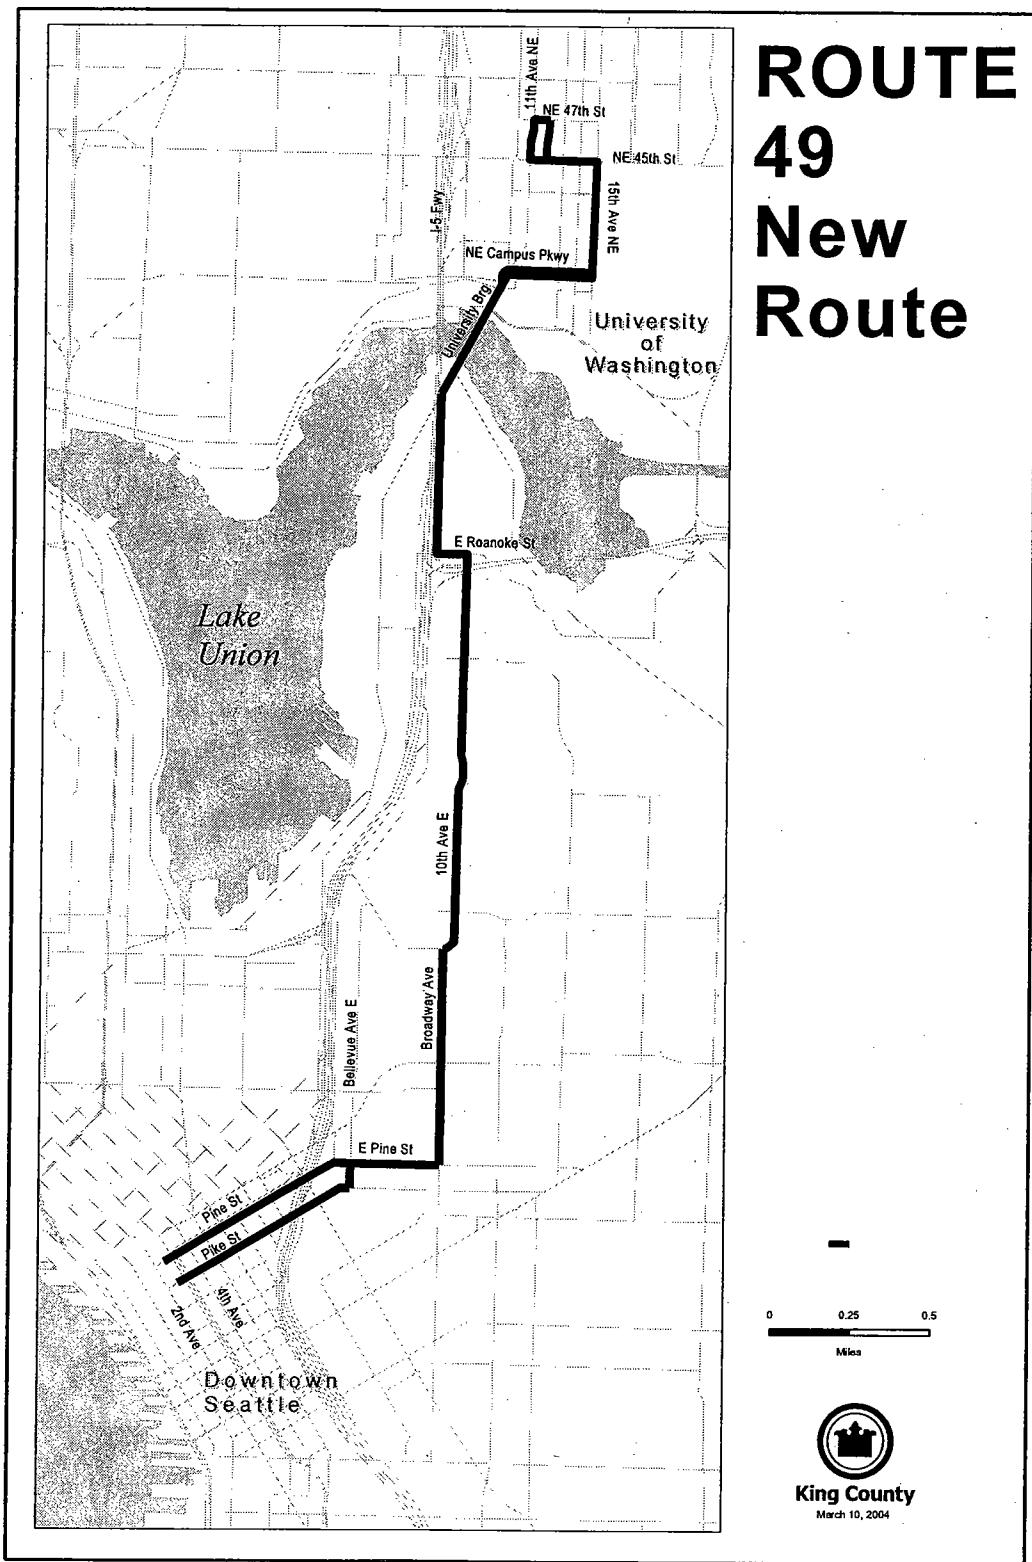 ROUTE
49
New
Route
11th Ave NE
NE 47th St
NE 45th St
15th Ave NE
I-5 Fwy
NE Campus Pkwy
University Brg
University
of
Washington
E Roanoke St
Lake
Union
10th Ave E
Broadway Ave
Bellevue Ave E
E Pine St
Pine St
Pike St
4th Ave
2nd Ave
Downtown
Seattle
0 0.25 0.5
Miles
King County
March 10, 2004